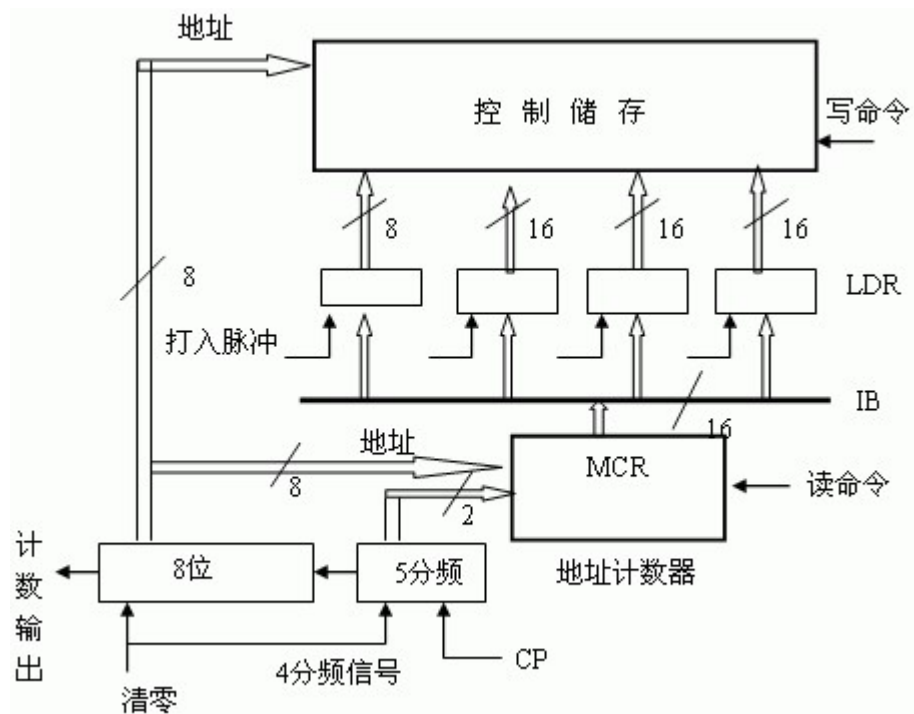 地址
控制储存
写命令
8
16
16
16
8
LDR
打入脉冲
IB
16
地址
8
MCR
2
读命令
计数输出
8位
5分频
地址计数器
4分频信号
CP
清零